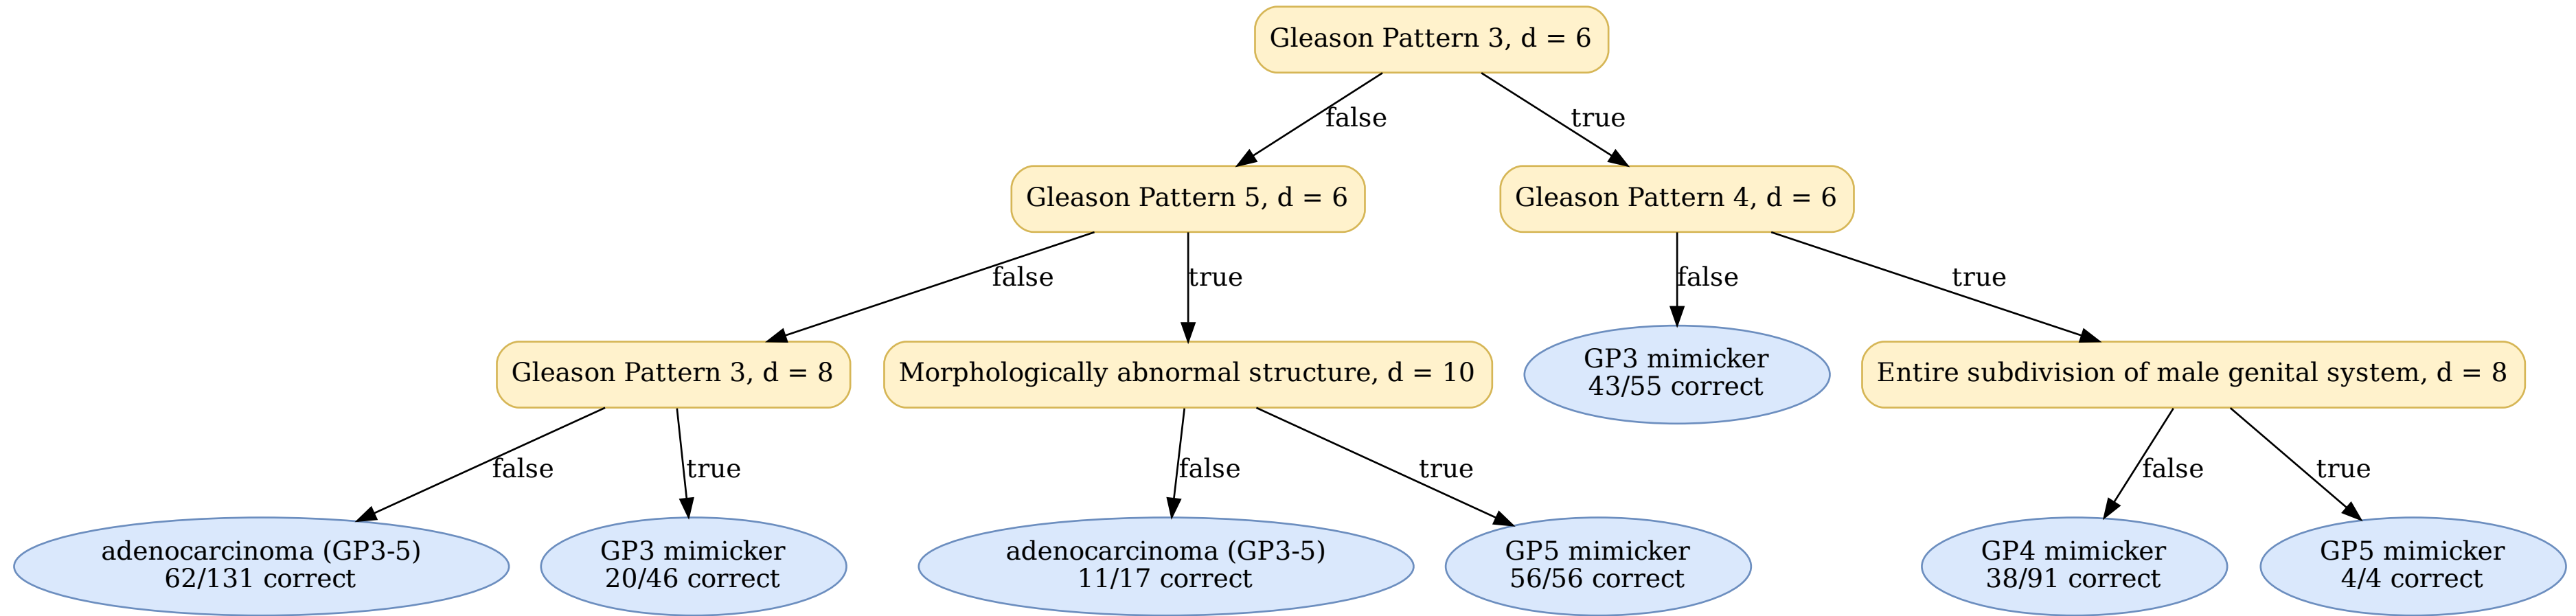 Gleason Pattern 3, d = 6
false
true
Gleason Pattern 5, d = 6
Gleason Pattern 4, d = 6
false
true
false
true
Gleason Pattern 3, d = 8
Morphologically abnormal structure, d = 10
GP3 mimicker
43/55 correct
Entire subdivision of male genital system, d = 8
false
true
false
true
false
true
adenocarcinoma (GP3-5)
62/131 correct
GP3 mimicker
20/46 correct
adenocarcinoma (GP3-5)
11/17 correct
GP5 mimicker
56/56 correct
GP4 mimicker
38/91 correct
GP5 mimicker
4/4 correct